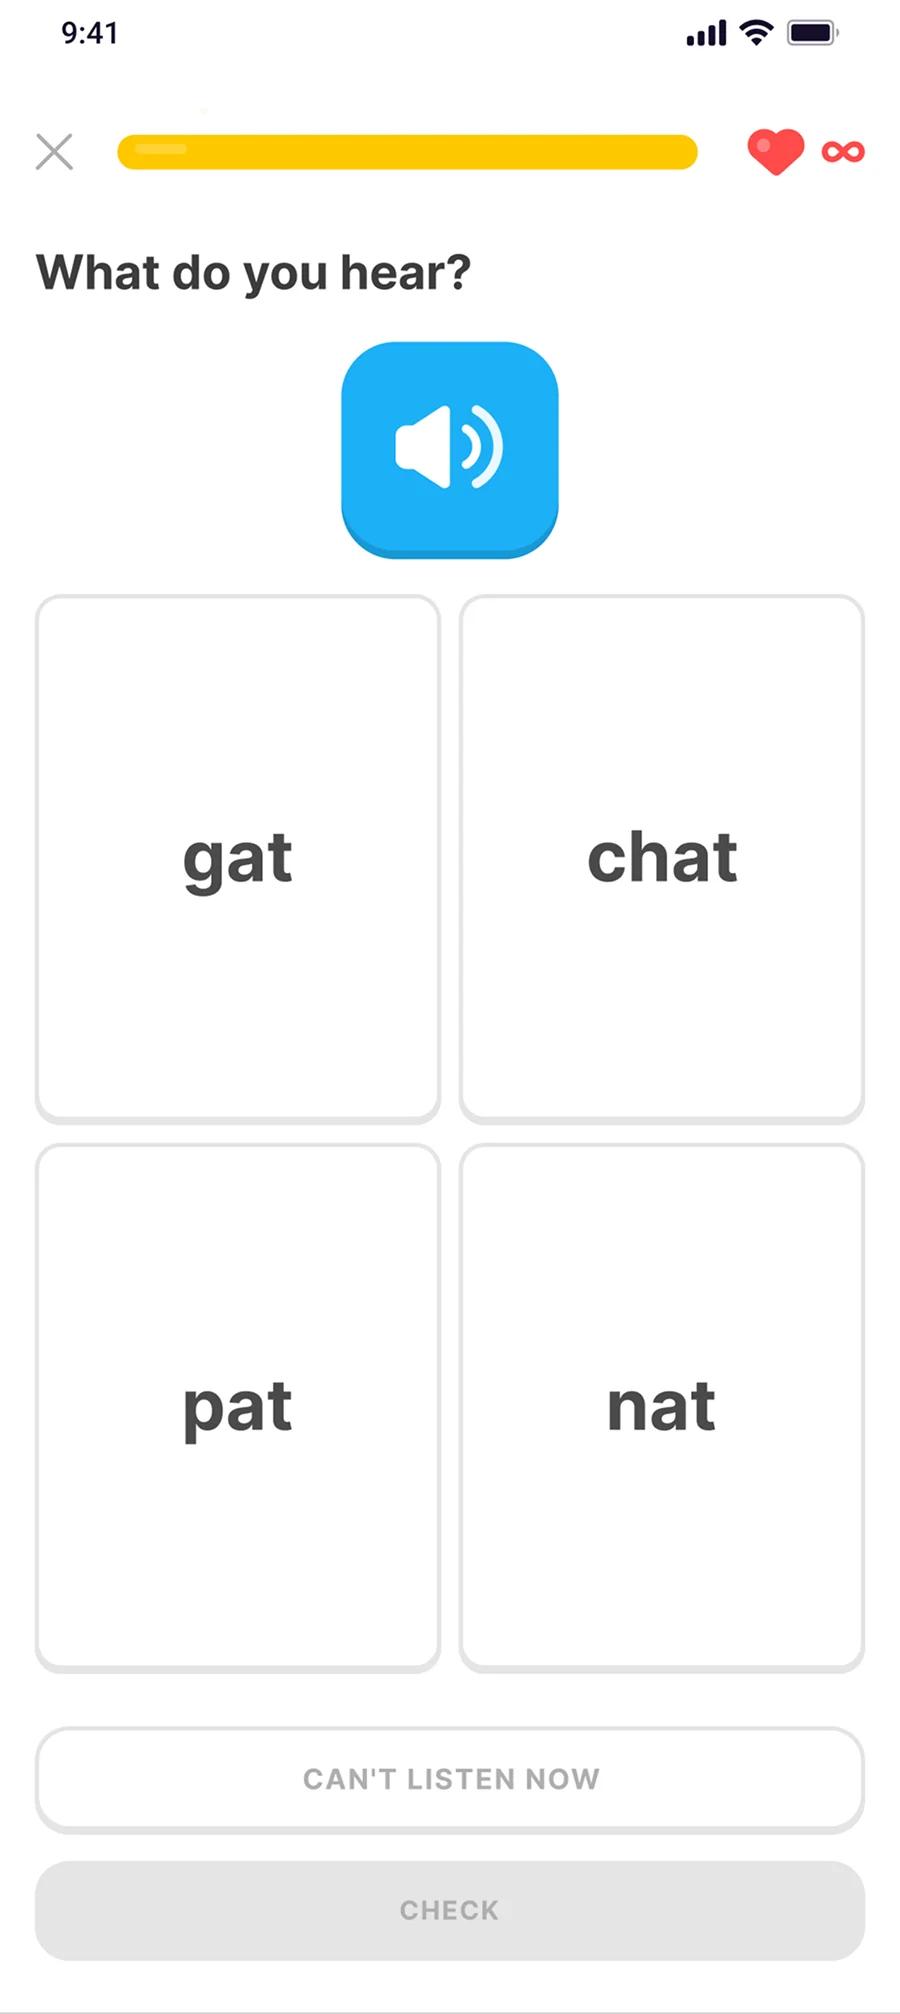 9:41
What do you hear?
gat
chat
pat
nat
CAN'T LISTEN NOW
CHECK